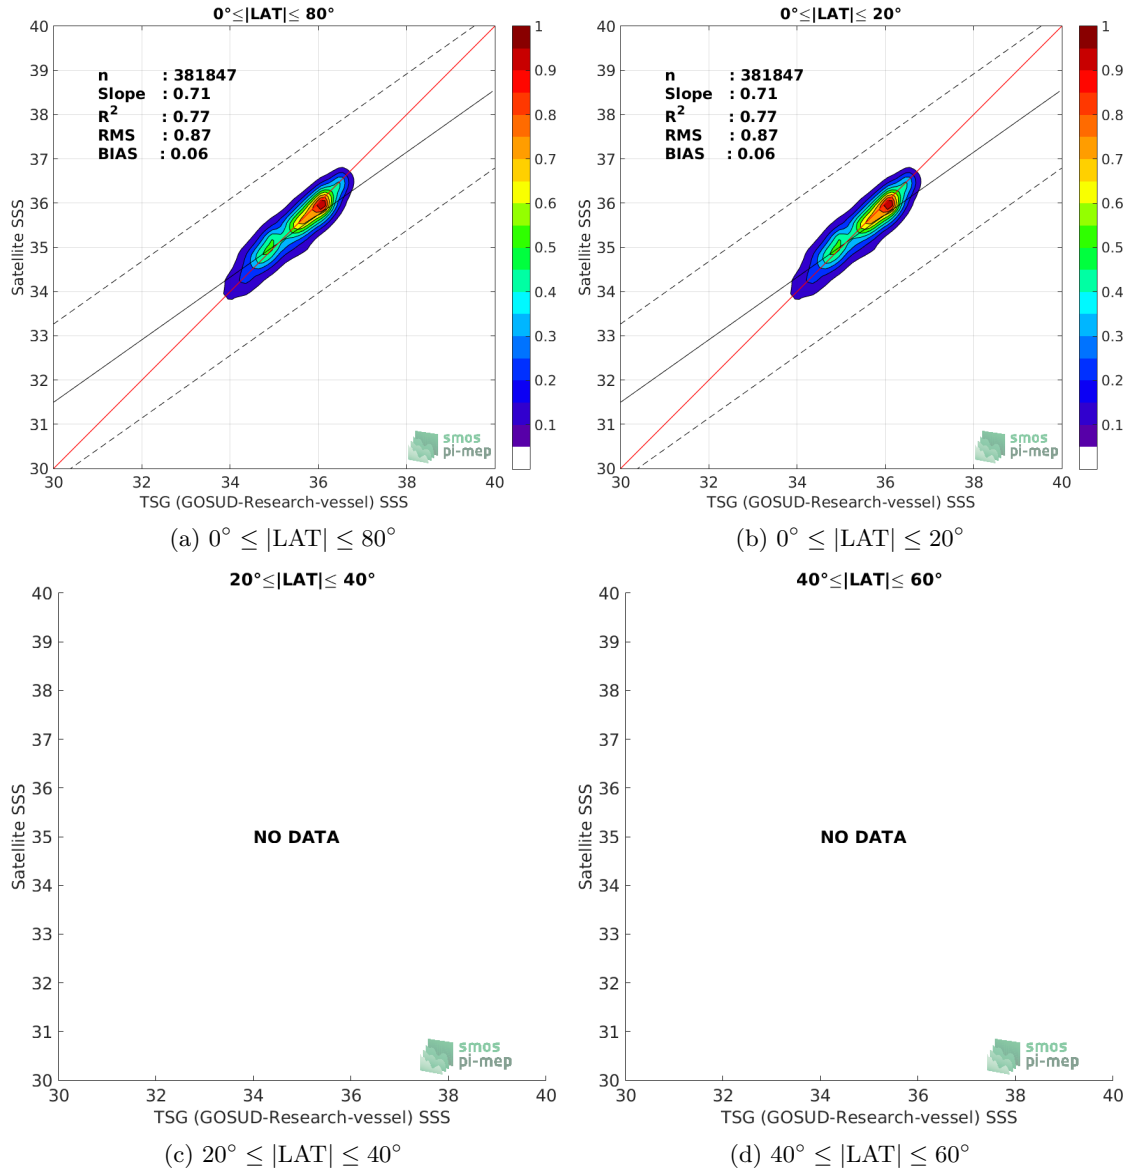 0°≤|LAT|≤ 80°
40
39
38
37
36
35
34
33
32
31
30
Satellite SSS
n : 381847
Slope : 0.71
R² : 0.77
RMS : 0.87
BIAS : 0.06
smos
pi-mep
30 32 34 36 38 40
TSG (GOSUD-Research-vessel) SSS
1
0.9
0.8
0.7
0.6
0.5
0.4
0.3
0.2
0.1
(a) 0° ≤ |LAT| ≤ 80°
0°≤|LAT|≤ 20°
40
39
38
37
36
35
34
33
32
31
30
Satellite SSS
n : 381847
Slope : 0.71
R² : 0.77
RMS : 0.87
BIAS : 0.06
smos
pi-mep
30 32 34 36 38 40
TSG (GOSUD-Research-vessel) SSS
1
0.9
0.8
0.7
0.6
0.5
0.4
0.3
0.2
0.1
(b) 0° ≤ |LAT| ≤ 20°
20°≤|LAT|≤ 40°
40
39
38
37
36
35
34
33
32
31
30
Satellite SSS
NO DATA
smos
pi-mep
30 32 34 36 38 40
TSG (GOSUD-Research-vessel) SSS
(c) 20° ≤ |LAT| ≤ 40°
40°≤|LAT|≤ 60°
40
39
38
37
36
35
34
33
32
31
30
Satellite SSS
NO DATA
smos
pi-mep
30 32 34 36 38 40
TSG (GOSUD-Research-vessel) SSS
(d) 40° ≤ |LAT| ≤ 60°